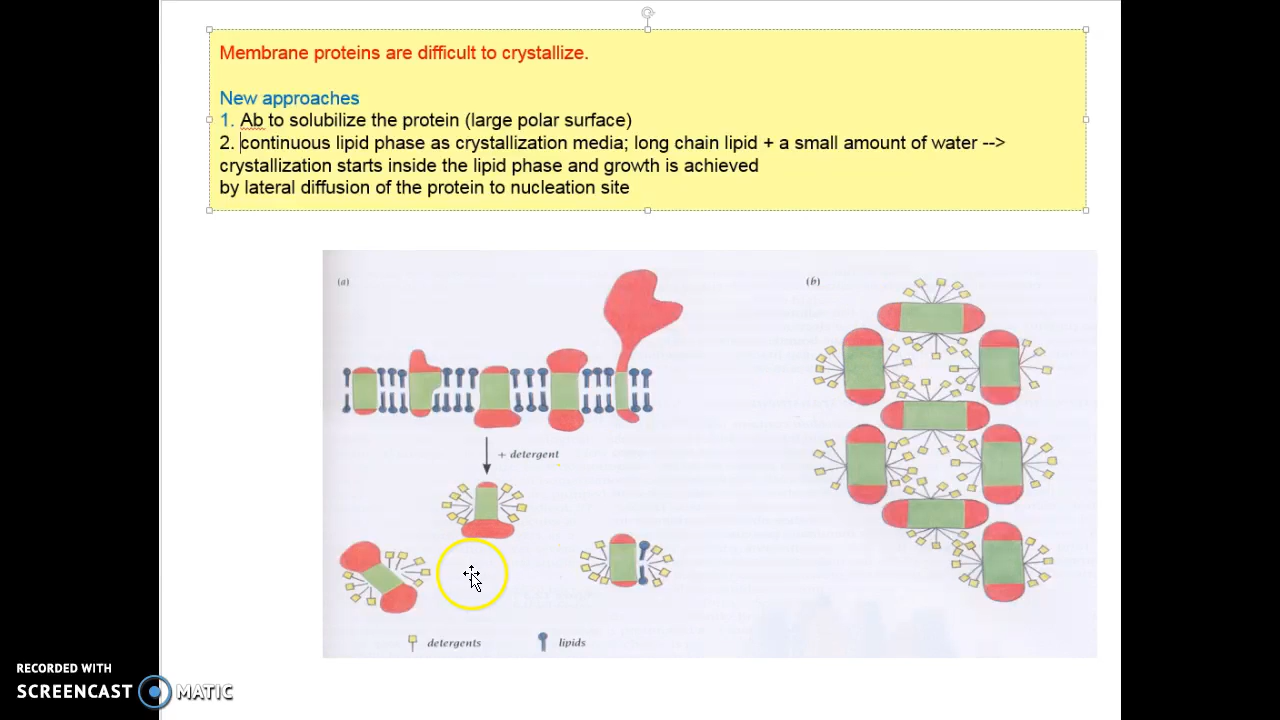 Membrane proteins are difficult to crystallize.
New approaches
1. Ab to solubilize the protein (large polar surface)
2. continuous lipid phase as crystallization media; long chain lipid + a small amount of water -->
crystallization starts inside the lipid phase and growth is achieved
by lateral diffusion of the protein to nucleation site
(a)
(b)
+ detergent
detergents
lipids
RECORDED WITH
SCREENCAST MATIC